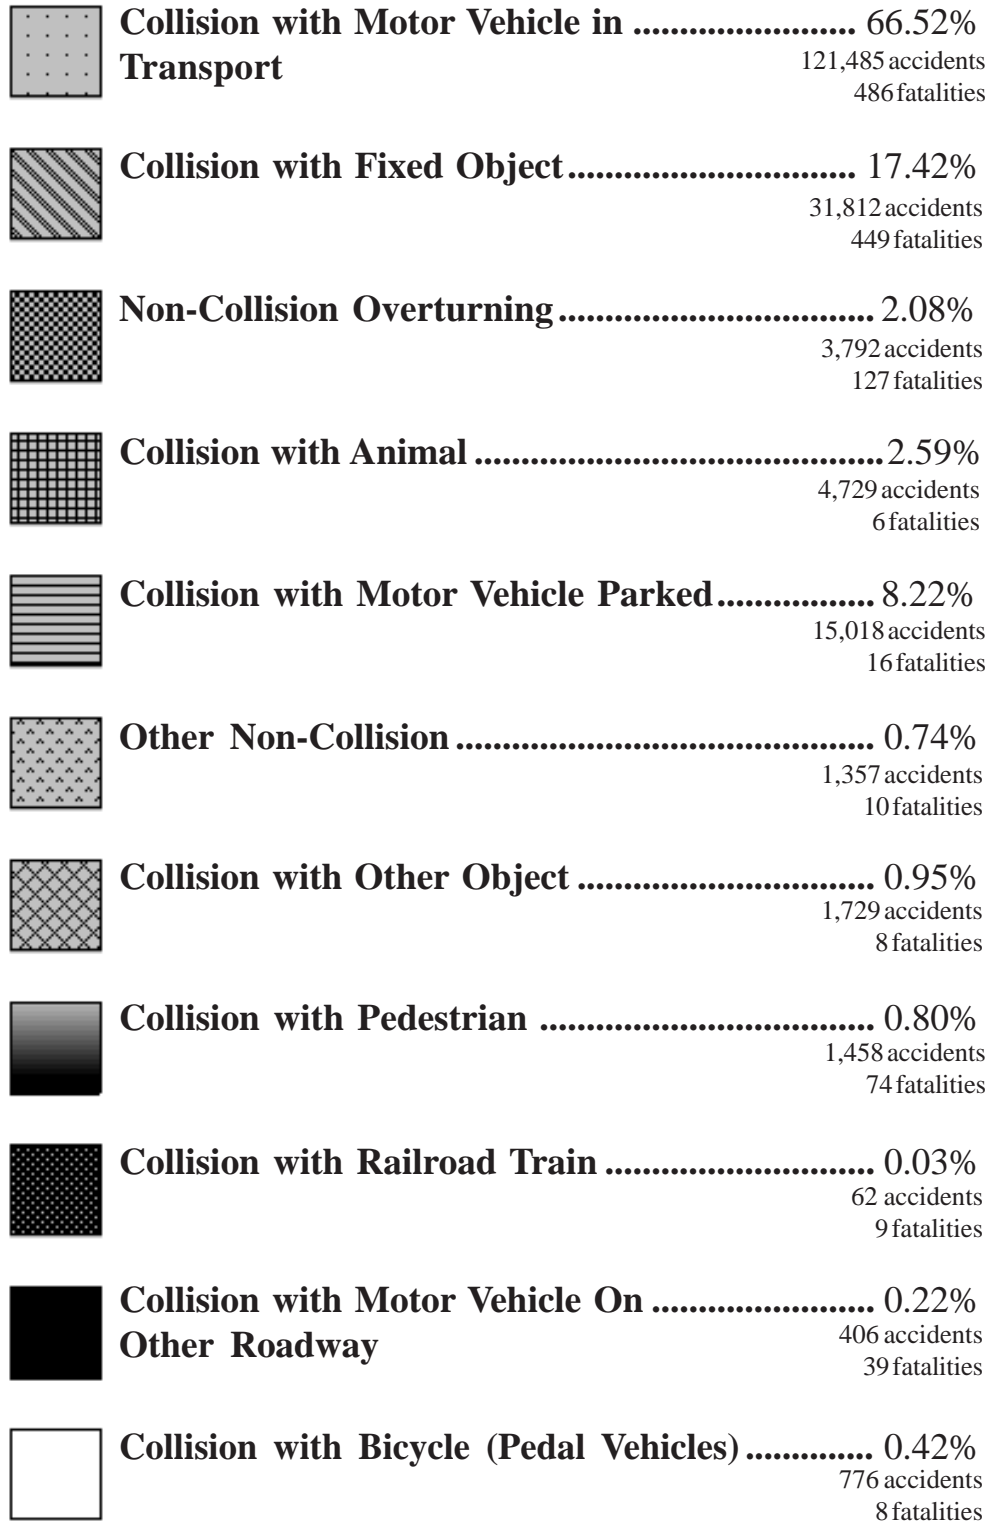 Collision with Motor Vehicle in ........................ 66.52%
Transport
121,485 accidents
486 fatalities
Collision with Fixed Object............................... 17.42%
31,812 accidents
449 fatalities
Non-Collision Overturning.................................. 2.08%
3,792 accidents
127 fatalities
Collision with Animal ............................................2.59%
4,729 accidents
6 fatalities
Collision with Motor Vehicle Parked................. 8.22%
15,018 accidents
16 fatalities
Other Non-Collision............................................. 0.74%
1,357 accidents
10 fatalities
Collision with Other Object ................................ 0.95%
1,729 accidents
8 fatalities
Collision with Pedestrian .................................... 0.80%
1,458 accidents
74 fatalities
Collision with Railroad Train ............................. 0.03%
62 accidents
9 fatalities
Collision with Motor Vehicle On ........................ 0.22%
Other Roadway
406 accidents
39 fatalities
Collision with Bicycle (Pedal Vehicles) .............. 0.42%
776 accidents
8 fatalities